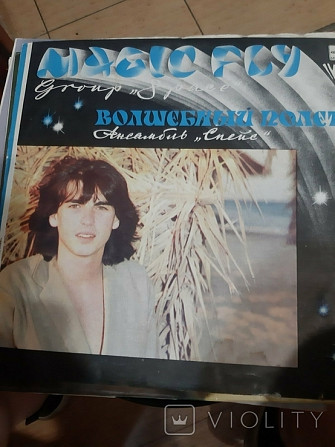 MAGIC FLY
Group „Space“
ВОЛШЕБНЫЙ ПОЛЕТ
Ансамбль „Спейс“
VIOLITY